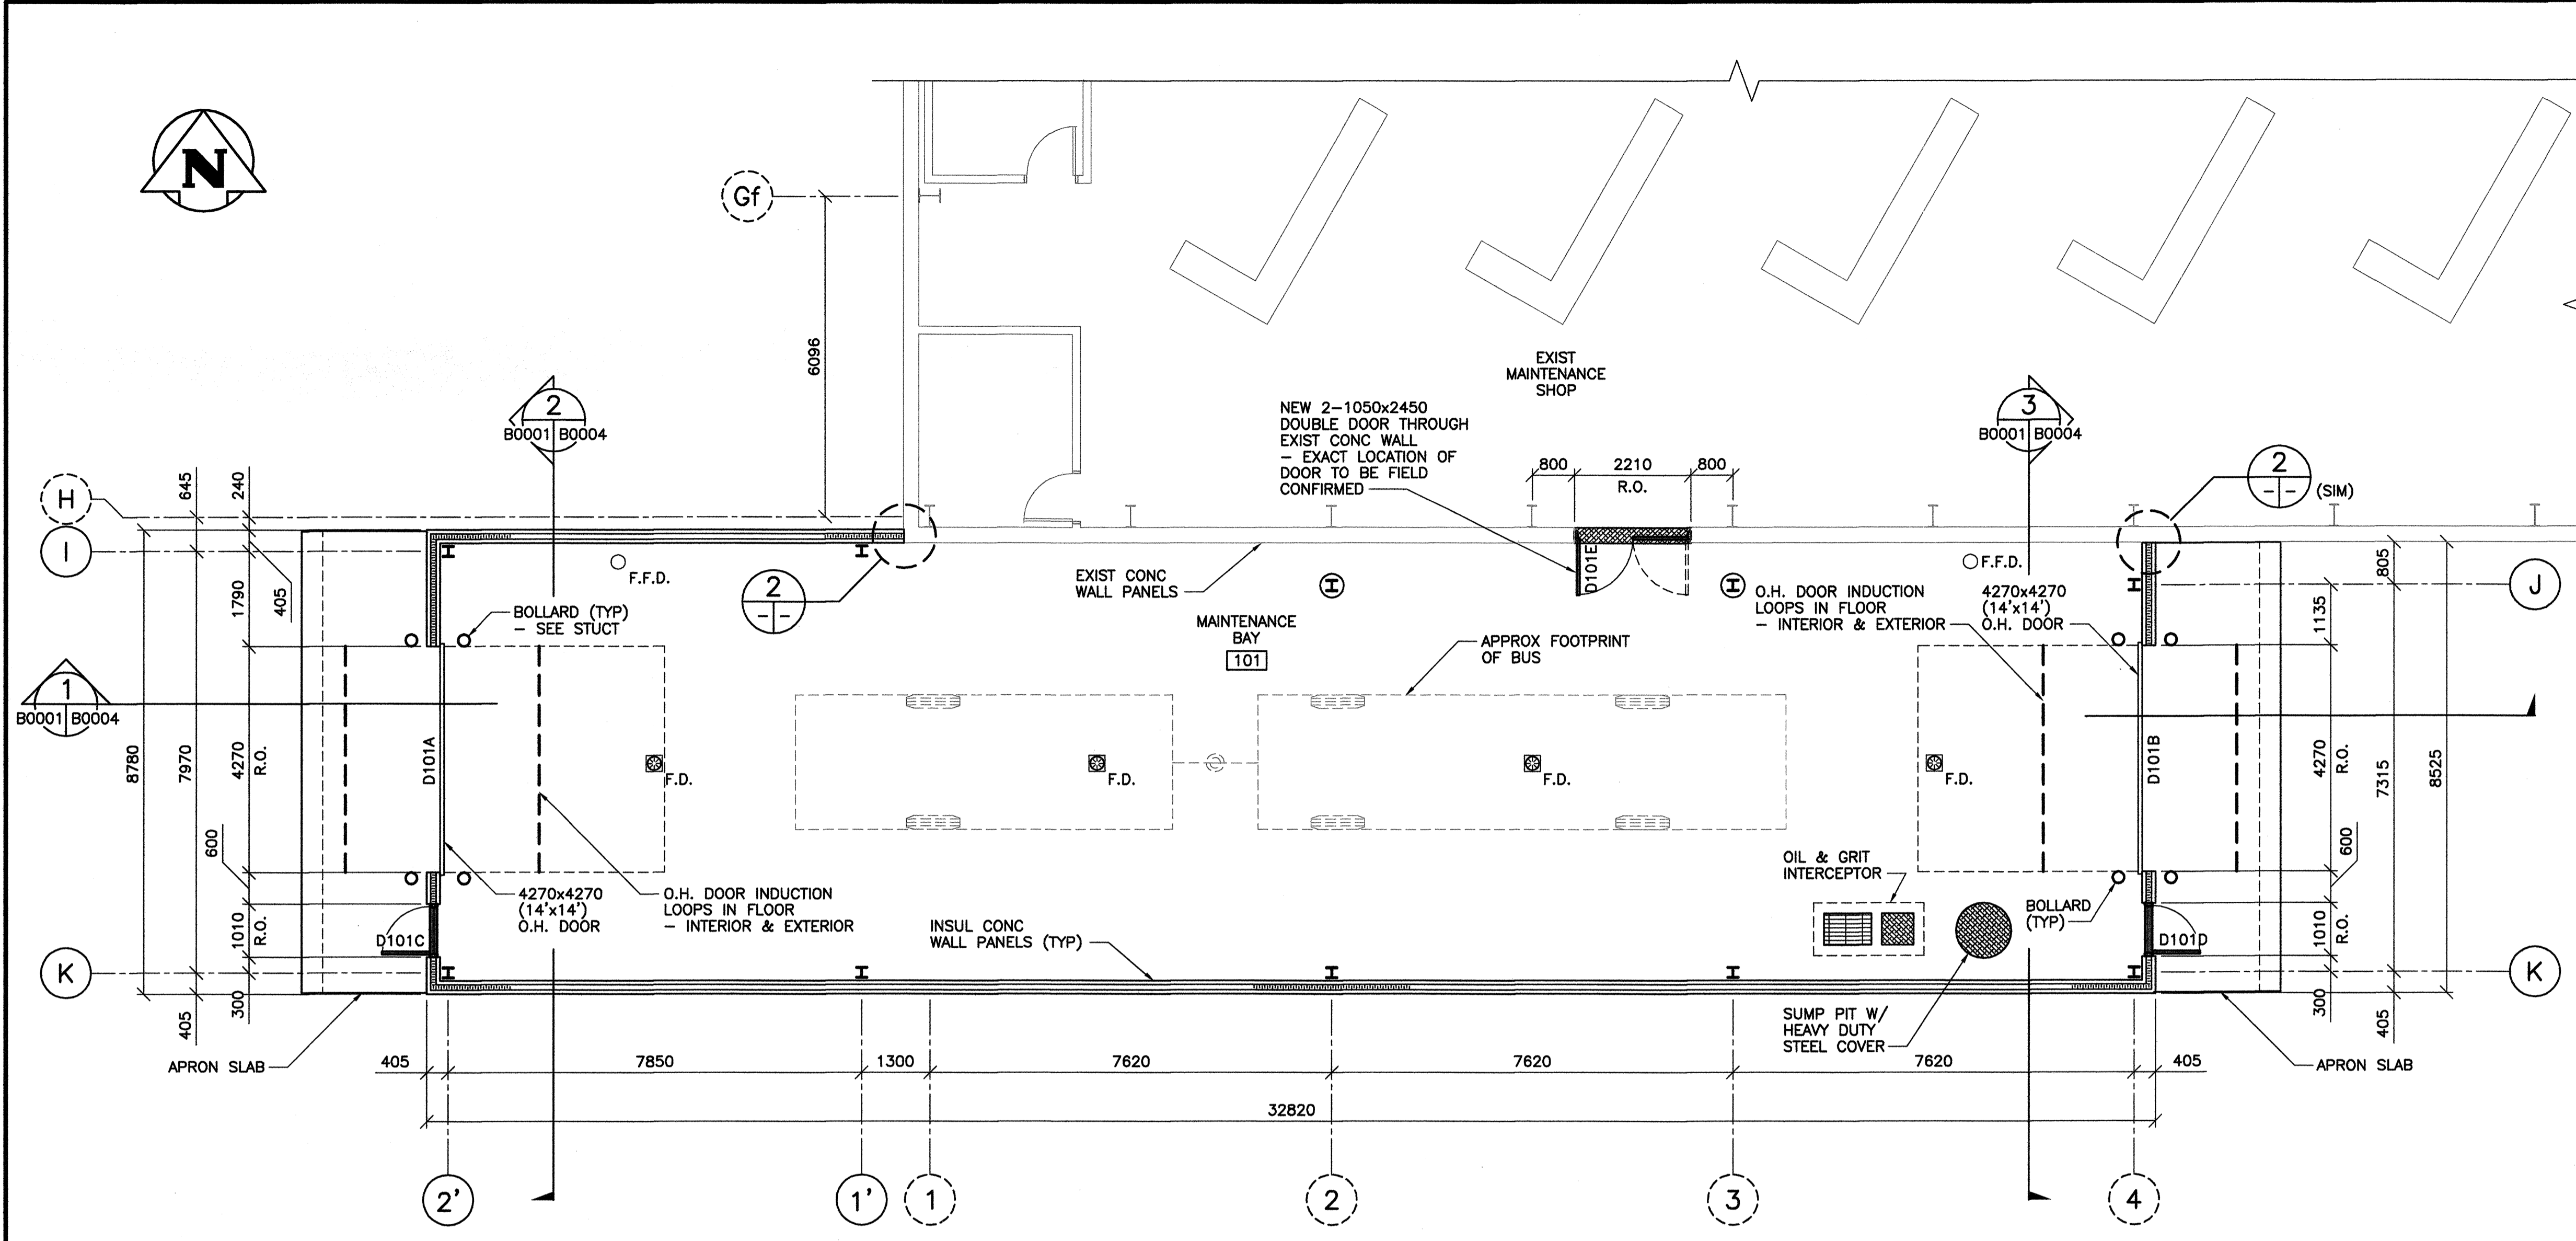 N
Gf
6096
EXIST
MAINTENANCE
SHOP
2
B0001 B0004
NEW 2-1050x2450
DOUBLE DOOR THROUGH
EXIST CONC WALL
- EXACT LOCATION OF
DOOR TO BE FIELD
CONFIRMED
800
2210
R.O.
800
3
B0001 B0004
2
- -
(SIM)
H
645
240
I
F.F.D.
2
- -
EXIST CONC
WALL PANELS
D101E
F.F.D.
805
J
1790
405
BOLLARD (TYP)
- SEE STUCT
MAINTENANCE
BAY
101
APPROX FOOTPRINT
OF BUS
O.H. DOOR INDUCTION
LOOPS IN FLOOR
- INTERIOR & EXTERIOR
4270x4270
(14'x14')
O.H. DOOR
1135
1
B0001 B0004
8780
7970
4270
R.O.
D101A
F.D.
F.D.
F.D.
F.D.
D101B
4270
R.O.
7315
8525
600
4270x4270
(14'x14')
O.H. DOOR
O.H. DOOR INDUCTION
LOOPS IN FLOOR
- INTERIOR & EXTERIOR
OIL & GRIT
INTERCEPTOR
BOLLARD
(TYP)
600
1010
R.O.
D101C
INSUL CONC
WALL PANELS (TYP)
D101D
1010
R.O.
K
K
300
405
SUMP PIT W/
HEAVY DUTY
STEEL COVER
300
405
APRON SLAB
405
7850
1300
7620
7620
7620
405
APRON SLAB
32820
2'
1'
1
2
3
4